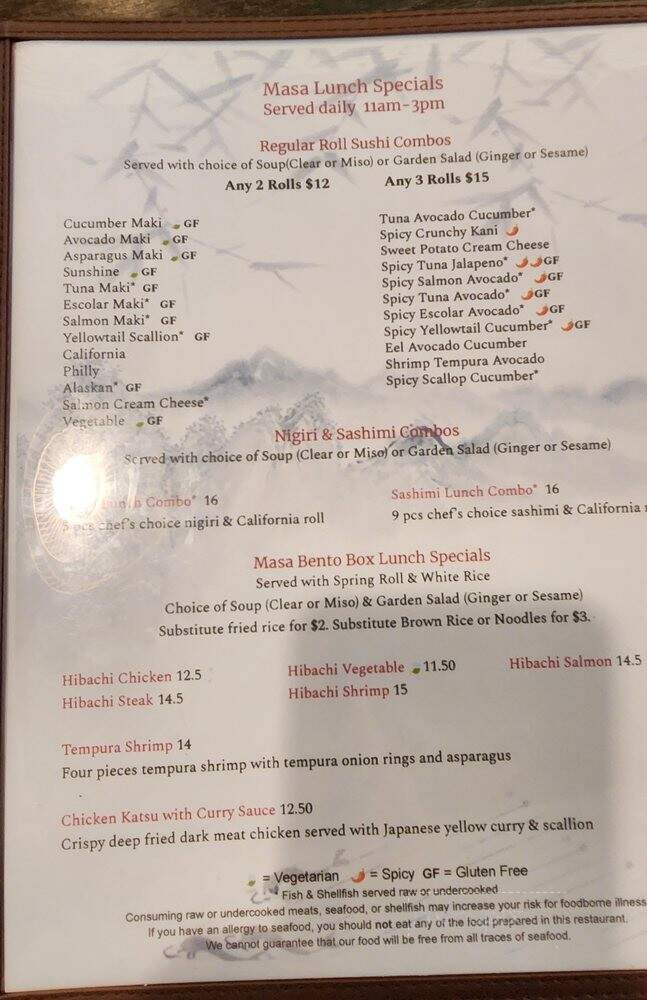 Masa Lunch Specials
Served daily 11am-3pm
Regular Roll Sushi Combos
Served with choice of Soup(Clear or Miso) or Garden Salad (Ginger or Sesame)
Any 2 Rolls $12 Any 3 Rolls $15
Cucumber Maki GF
Avocado Maki GF
Asparagus Maki GF
Sunshine GF
Tuna Maki* GF
Escolar Maki* GF
Salmon Maki* GF
Yellowtail Scallion* GF
California
Philly
Alaskan* GF
Salmon Cream Cheese*
Vegetable GF
Tuna Avocado Cucumber*
Spicy Crunchy Kani
Sweet Potato Cream Cheese
Spicy Tuna Jalapeno* GF
Spicy Salmon Avocado* GF
Spicy Tuna Avocado* GF
Spicy Escolar Avocado* GF
Spicy Yellowtail Cucumber* GF
Eel Avocado Cucumber
Shrimp Tempura Avocado
Spicy Scallop Cucumber*
Nigiri & Sashimi Combos
Served with choice of Soup (Clear or Miso) or Garden Salad (Ginger or Sesame)
Lunch Combo* 16
5 pcs chef's choice nigiri & California roll
Sashimi Lunch Combo* 16
9 pcs chef's choice sashimi & California
Masa Bento Box Lunch Specials
Served with Spring Roll & White Rice
Choice of Soup (Clear or Miso) & Garden Salad (Ginger or Sesame)
Substitute fried rice for $2. Substitute Brown Rice or Noodles for $3.
Hibachi Chicken 12.5 Hibachi Vegetable 11.50 Hibachi Salmon 14.5
Hibachi Steak 14.5 Hibachi Shrimp 15
Tempura Shrimp 14
Four pieces tempura shrimp with tempura onion rings and asparagus
Chicken Katsu with Curry Sauce 12.50
Crispy deep fried dark meat chicken served with Japanese yellow curry & scallion
= Vegetarian = Spicy GF = Gluten Free
* Fish & Shellfish served raw or undercooked
Consuming raw or undercooked meats, seafood, or shellfish may increase your risk for foodborne illness
If you have an allergy to seafood, you should not eat any of the food prepared in this restaurant.
We cannot guarantee that our food will be free from all traces of seafood.